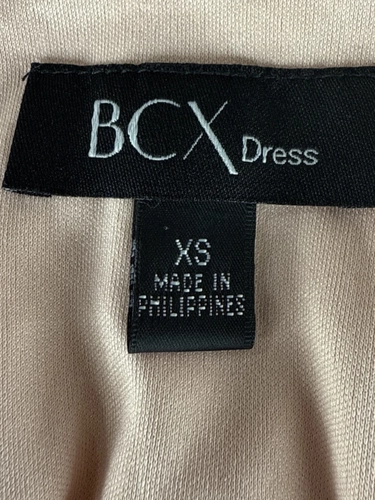 BCX Dress
XS
MADE IN
PHILIPPINES